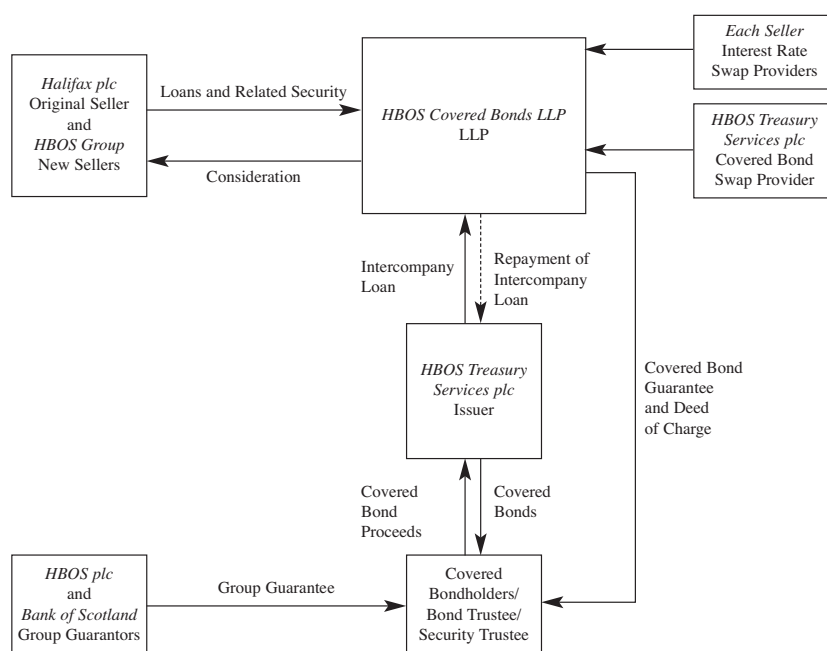 Halifax plc
Original Seller
and
HBOS Group
New Sellers
Loans and Related Security
Consideration
HBOS Covered Bonds LLP
LLP
Each Seller
Interest Rate
Swap Providers
HBOS Treasury
Services plc
Covered Bond
Swap Provider
Intercompany
Loan
Repayment of
Intercompany
Loan
HBOS Treasury
Services plc
Issuer
Covered Bond
Guarantee
and Deed
of Charge
Covered
Bond
Proceeds
Covered
Bonds
HBOS plc
and
Bank of Scotland
Group Guarantors
Group Guarantee
Covered
Bondholders/
Bond Trustee/
Security Trustee